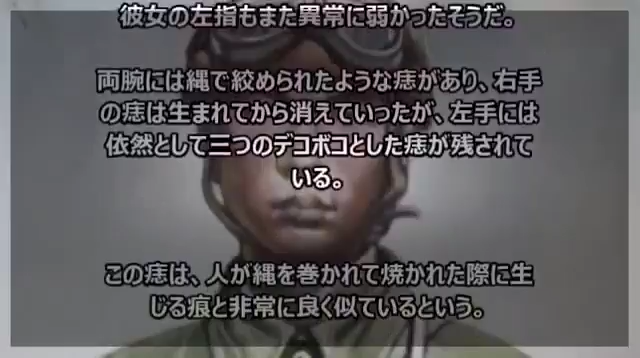 彼女の左指もまた異常に弱かったそうだ。
両腕には縄で絞められたような痣があり、右手
の痣は生まれてから消えていったが、左手には
依然として三つのデコボコとした痣が残されて
いる。
この痣は、人が縄を巻かれて焼かれた際に生
じる痕と非常に良く似ているという。